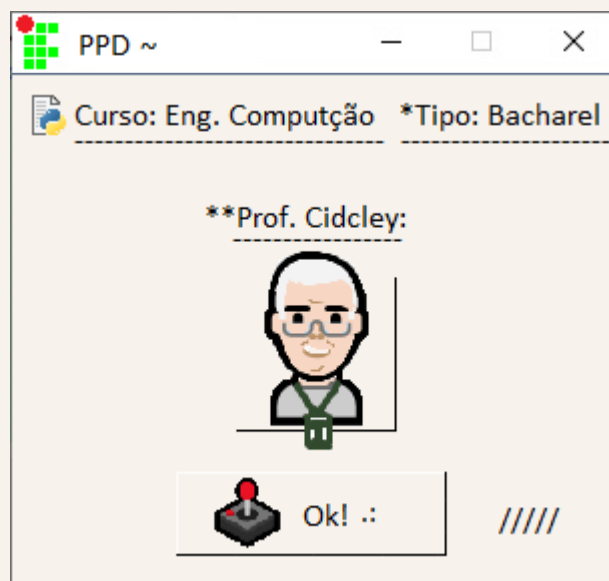 PPD ~
Curso: Eng. Computção *Tipo: Bacharel
**Prof. Cidcley:
Ok! .:
/////